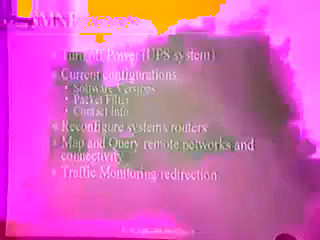 SMNP
Turn off Power (UPS system)
Current configurations
Software Versions
Packet Filter
Contact Info
Reconfigure systems routers
Map and Query remote networks and
connectivity
Traffic Monitoring/redirection